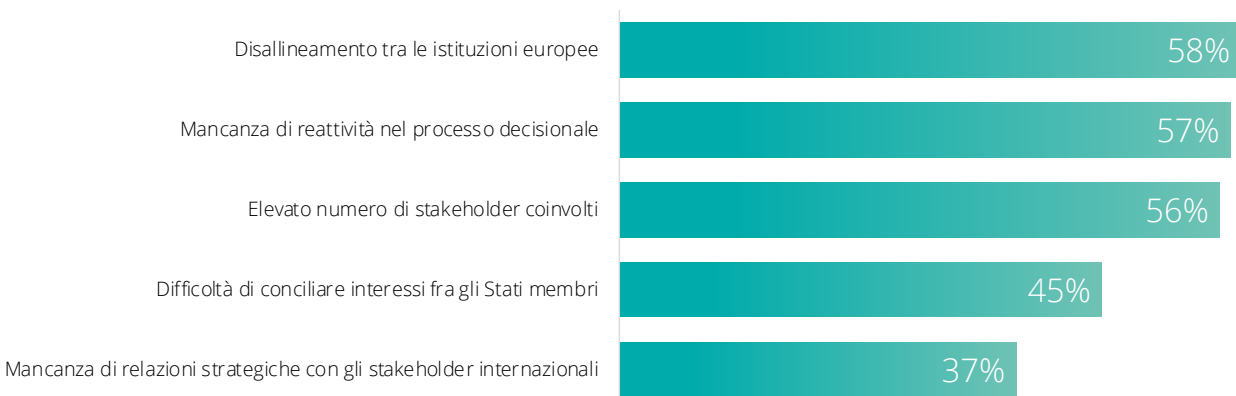 Disallineamento tra le istituzioni europee 58%
Mancanza di reattività nel processo decisionale 57%
Elevato numero di stakeholder coinvolti 56%
Difficoltà di conciliare interessi fra gli Stati membri 45%
Mancanza di relazioni strategiche con gli stakeholder internazionali 37%